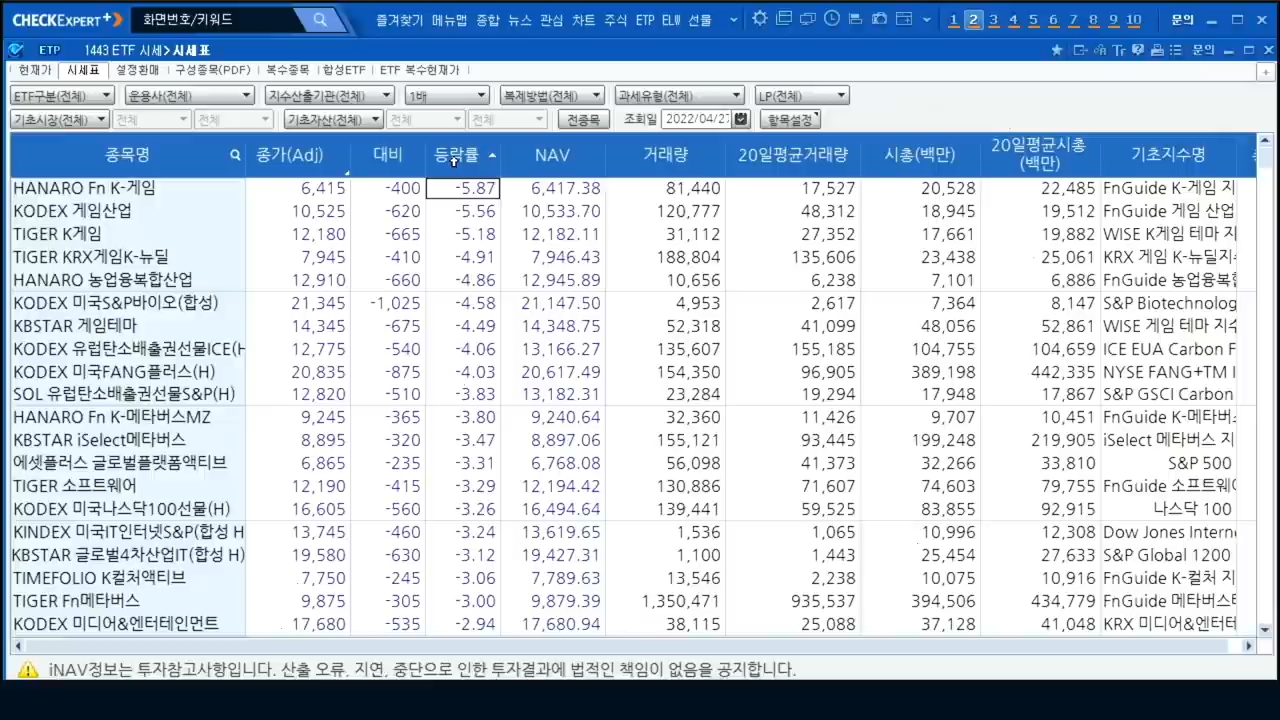 CHECKEXPERT+ 화면번호/키워드 즐겨찾기 메뉴맵 종합 뉴스 관심 차트 주식 ETP ELW 선물 1 2 3 4 5 6 7 8 9 10 문의
ETP 1443 ETF 시세>시세표 문의
현재가 시세표 설정환매 구성종목(PDF) 복수종목 합성ETF ETF 복수현재가
ETF구분(전체) 운용사(전체) 지수산출기관(전체) 1배 복제방법(전체) 과세유형(전체) LP(전체)
기초시장(전체) 전체 전체 기초자산(전체) 전체 전체 전종목 조회일 2022/04/27 항목설정
종목명 종가(Adj) 대비 등락률 NAV 거래량 20일평균거래량 시총(백만) 20일평균시총(백만) 기초지수명
HANARO Fn K-게임 6,415 -400 -5.87 6,417.38 81,440 17,527 20,528 22,485 FnGuide K-게임 지
KODEX 게임산업 10,525 -620 -5.56 10,533.70 120,777 48,312 18,945 19,512 FnGuide 게임 산업
TIGER K게임 12,180 -665 -5.18 12,182.11 31,112 27,352 17,661 19,882 WISE K게임 테마 지
TIGER KRX게임K-뉴딜 7,945 -410 -4.91 7,946.43 188,804 135,606 23,438 25,061 KRX 게임 K-뉴딜지
HANARO 농업융복합산업 12,910 -660 -4.86 12,945.89 10,656 6,238 7,101 6,886 FnGuide 농업융복합
KODEX 미국S&P바이오(합성) 21,345 -1,025 -4.58 21,147.50 4,953 2,617 7,364 8,147 S&P Biotechnolog
KBSTAR 게임테마 14,345 -675 -4.49 14,348.75 52,318 41,099 48,056 52,861 WISE 게임 테마 지수
KODEX 유럽탄소배출권선물ICE(H 12,775 -540 -4.06 13,166.27 135,607 155,185 104,755 104,659 ICE EUA Carbon F
KODEX 미국FANG플러스(H) 20,835 -875 -4.03 20,617.49 154,350 96,905 389,198 442,335 NYSE FANG+TM I
SOL 유럽탄소배출권선물S&P(H) 12,820 -510 -3.83 13,182.31 23,284 19,294 17,948 17,867 S&P GSCI Carbon
HANARO Fn K-메타버스MZ 9,245 -365 -3.80 9,240.64 32,360 11,426 9,707 10,451 FnGuide K-메타버
KBSTAR iSelect메타버스 8,895 -320 -3.47 8,897.06 155,121 93,445 199,248 219,905 iSelect 메타버스 지
에셋플러스 글로벌플랫폼액티브 6,865 -235 -3.31 6,768.08 56,098 41,373 32,266 33,810 S&P 500
TIGER 소프트웨어 12,190 -415 -3.29 12,194.42 130,886 71,607 74,603 79,755 FnGuide 소프트웨어
KODEX 미국나스닥100선물(H) 16,605 -560 -3.26 16,494.64 139,441 59,525 83,855 92,915 나스닥 100
KINDEX 미국IT인터넷S&P(합성 H 13,745 -460 -3.24 13,619.65 1,536 1,065 10,996 12,308 Dow Jones Intern
KBSTAR 글로벌4차산업IT(합성 H) 19,580 -630 -3.12 19,427.31 1,100 1,443 25,454 27,633 S&P Global 1200
TIMEFOLIO K컬처액티브 7,750 -245 -3.06 7,789.63 13,546 2,238 10,075 10,916 FnGuide K-컬처 지
TIGER Fn메타버스 9,875 -305 -3.00 9,879.39 1,350,471 935,537 394,506 434,779 FnGuide 메타버스
KODEX 미디어&엔터테인먼트 17,680 -535 -2.94 17,680.94 38,115 25,088 37,128 41,048 KRX 미디어&엔터테
iNAV정보는 투자참고사항입니다. 산출 오류, 지연, 중단으로 인한 투자결과에 법적인 책임이 없음을 공지합니다.